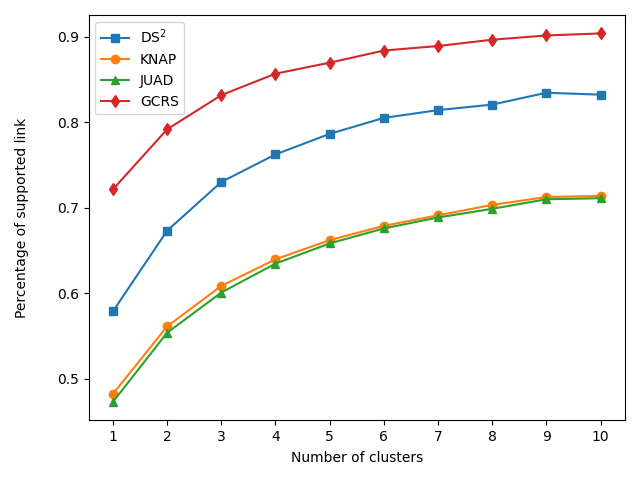 DS²
KNAP
JUAD
GCRS
Percentage of supported link
0.9
0.8
0.7
0.6
0.5
1 2 3 4 5 6 7 8 9 10
Number of clusters